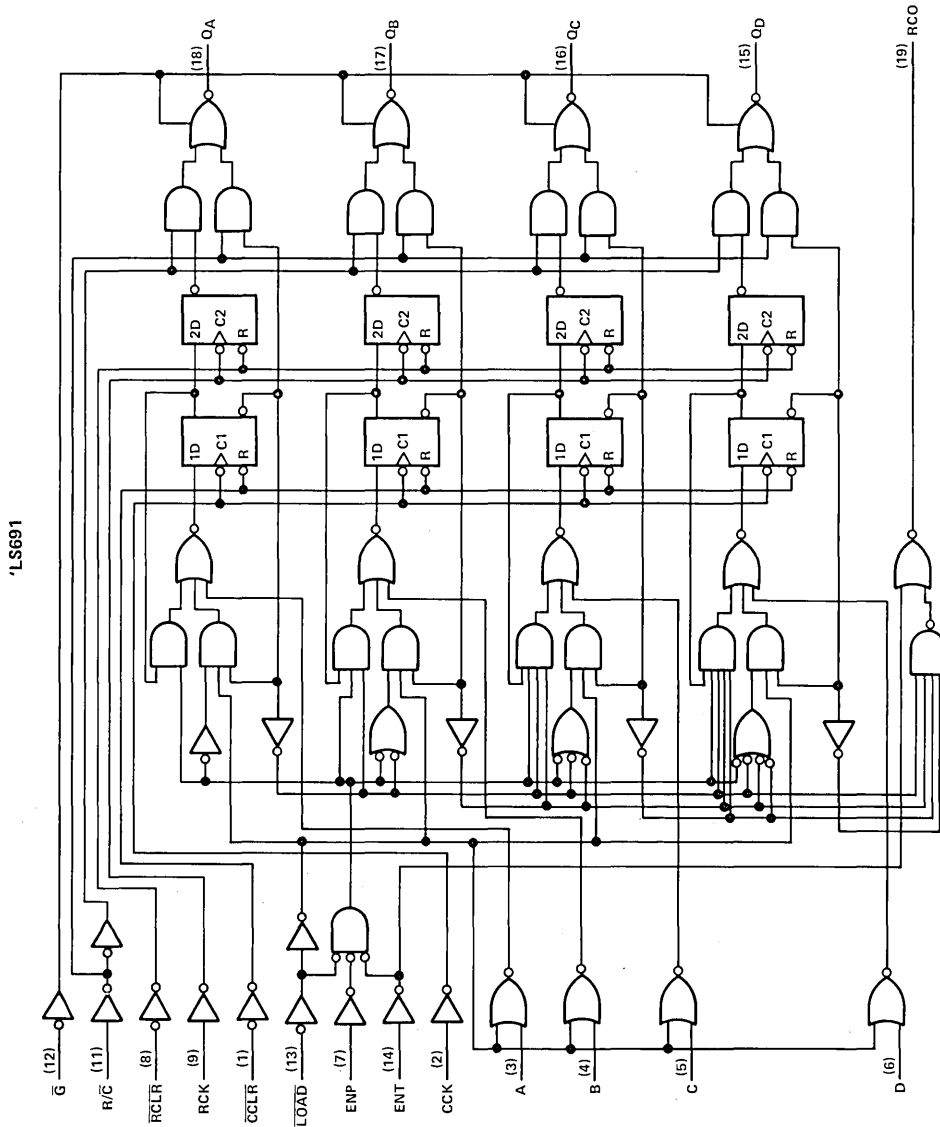 'LS691
G (12)
R/C (11)
RCLR (8)
RCK (9)
CCLR (1)
LOAD (13)
ENP (7)
ENT (14)
CCK (2)
A (3)
B (4)
C (5)
D (6)
1D C1 R
2D C2 R
(18) QA
1D C1 R
2D C2 R
(17) QB
1D C1 R
2D C2 R
(16) QC
1D C1 R
2D C2 R
(15) QD
(19) RCO